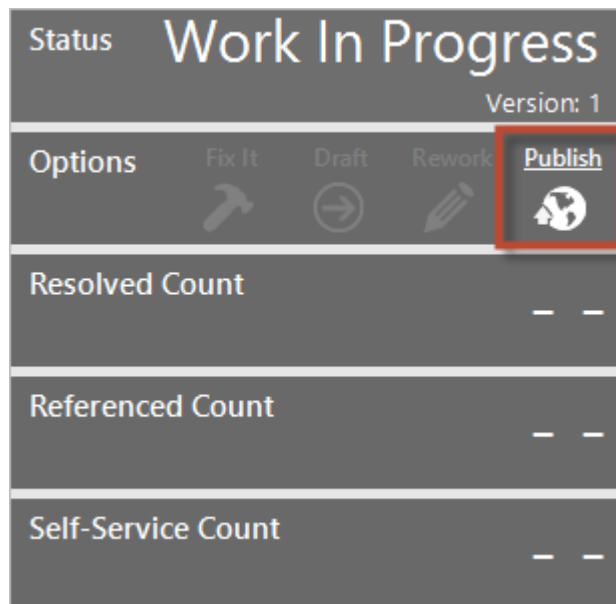 Status Work In Progress
Version: 1
Options Fix It Draft Rework Publish
Resolved Count
– –
Referenced Count
– –
Self-Service Count
– –